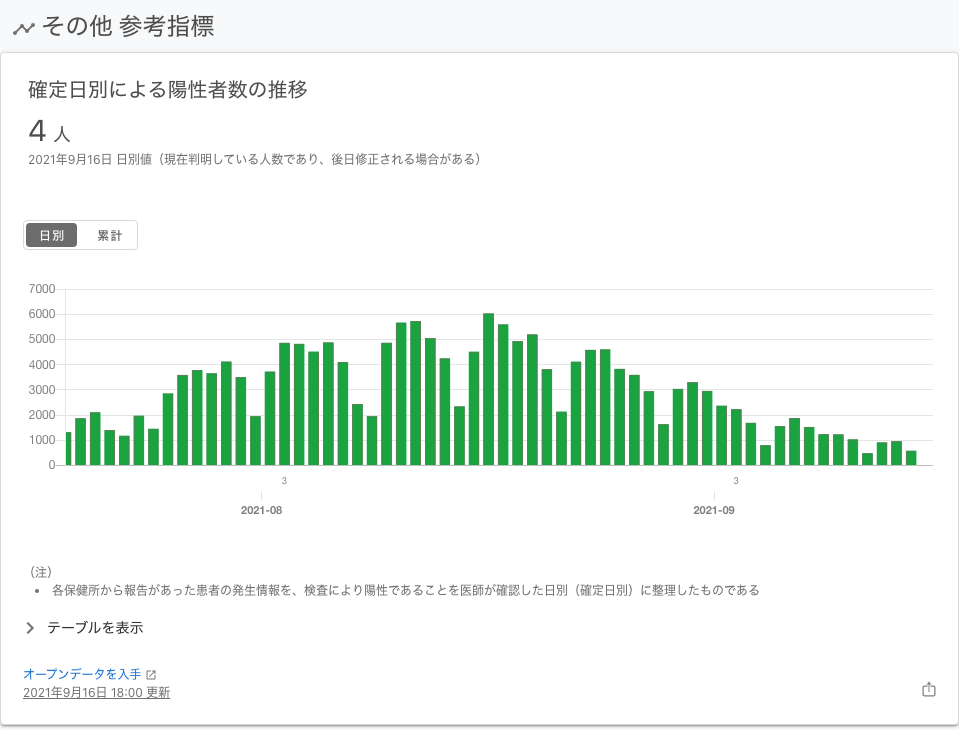 その他 参考指標
確定日別による陽性者数の推移
4 人
2021年9月16日 日別値（現在判明している人数であり、後日修正される場合がある）
日別 累計
7000
6000
5000
4000
3000
2000
1000
0
3 3
2021-08 2021-09
（注）
• 各保健所から報告があった患者の発生情報を、検査により陽性であることを医師が確認した日別（確定日別）に整理したものである
テーブルを表示
オープンデータを入手
2021年9月16日 18:00 更新